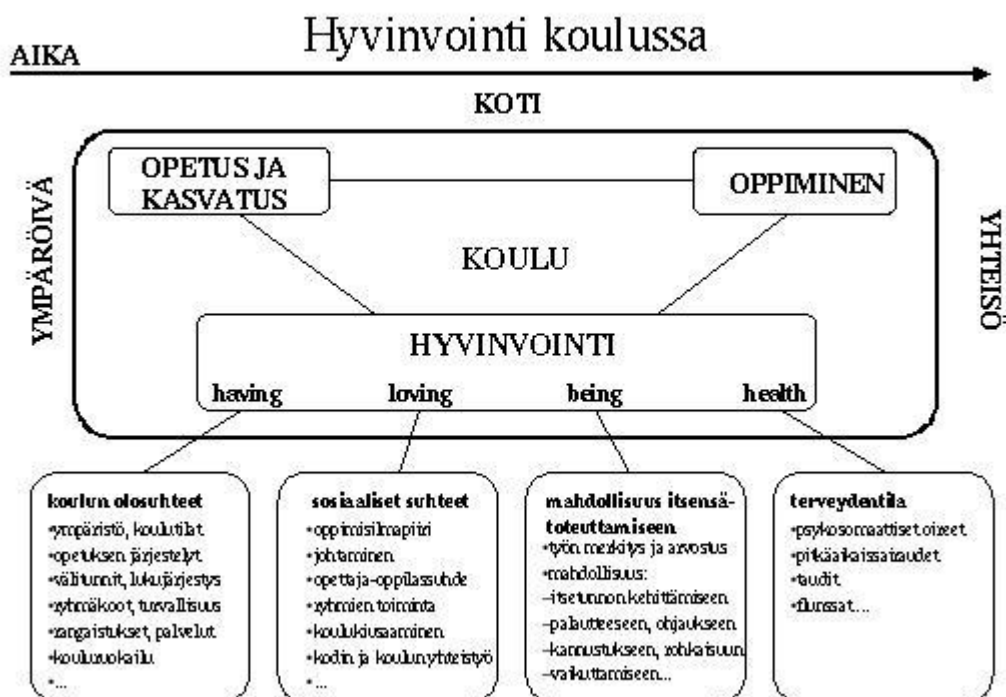 Hyvinvointi koulussa
AIKA
KOTI
YMPÄRÖIVÄ
OPETUS JA
KASVATUS
OPPIMINEN
YHTEISÖ
KOULU
HYVINVOINTI
having loving being health
koulun olosuhteet
•ympäristö, koulutilat
•opetuksen järjestelyt
•välitunnit, lukujärjestys
•ryhmäkoot, turvallisuus
•rangaistukset, palvelut
•kouluruokailu
•...
sosiaaliset suhteet
•oppimisilmapiiri
•johtaminen
•opettaja-oppilassuhde
•ryhmien toiminta
•koulukiusaaminen
•kodin ja koulun yhteistyö
•...
mahdollisuus itsensä-
toteuttamiseen
•työn merkitys ja arvostus
•mahdollisuus:
–itsetunnon kehittämiseen
–palautteeseen, ohjaukseen
–kannustukseen, rohkaisuun
–vaikuttamiseen...
terveydentila
•psykosomaattiset oireet
•pitkäaikaissairaudet
•taudit
•flunssat...